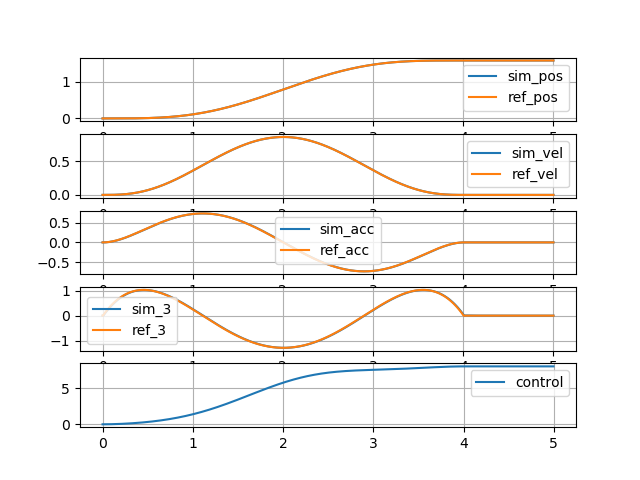 1
0
sim_pos
ref_pos
0.5
0.0
sim_vel
ref_vel
0.5
0.0
−0.5
sim_acc
ref_acc
1
0
−1
sim_3
ref_3
5
0
control
0 1 2 3 4 5